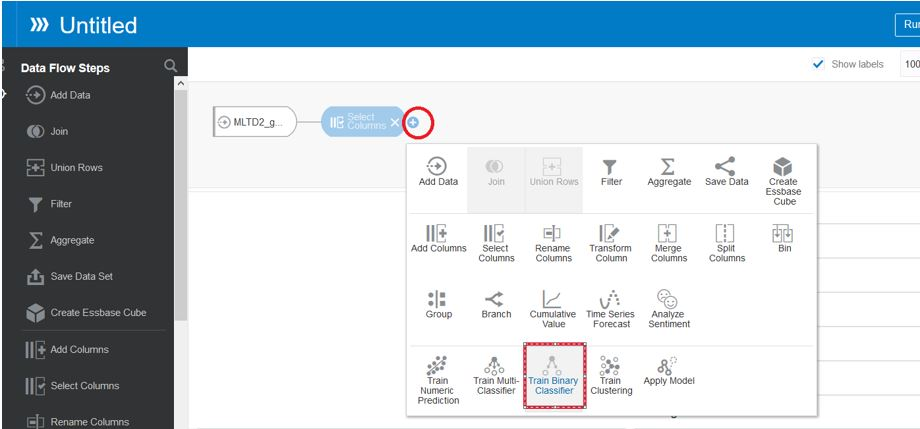 Untitled
Run
Data Flow Steps
Show labels
100
Add Data
Join
Union Rows
Filter
Aggregate
Save Data Set
Create Essbase Cube
Add Columns
Select Columns
Rename Columns
MLTD2_g...
Select
Columns
Add Data
Join
Union Rows
Filter
Aggregate
Save Data
Create
Essbase
Cube
Add Columns
Select
Columns
Rename
Columns
Transform
Column
Merge
Columns
Split
Columns
Bin
Group
Branch
Cumulative
Value
Time Series
Forecast
Analyze
Sentiment
Train
Numeric
Prediction
Train Multi-
Classifier
Train Binary
Classifier
Train
Clustering
Apply Model